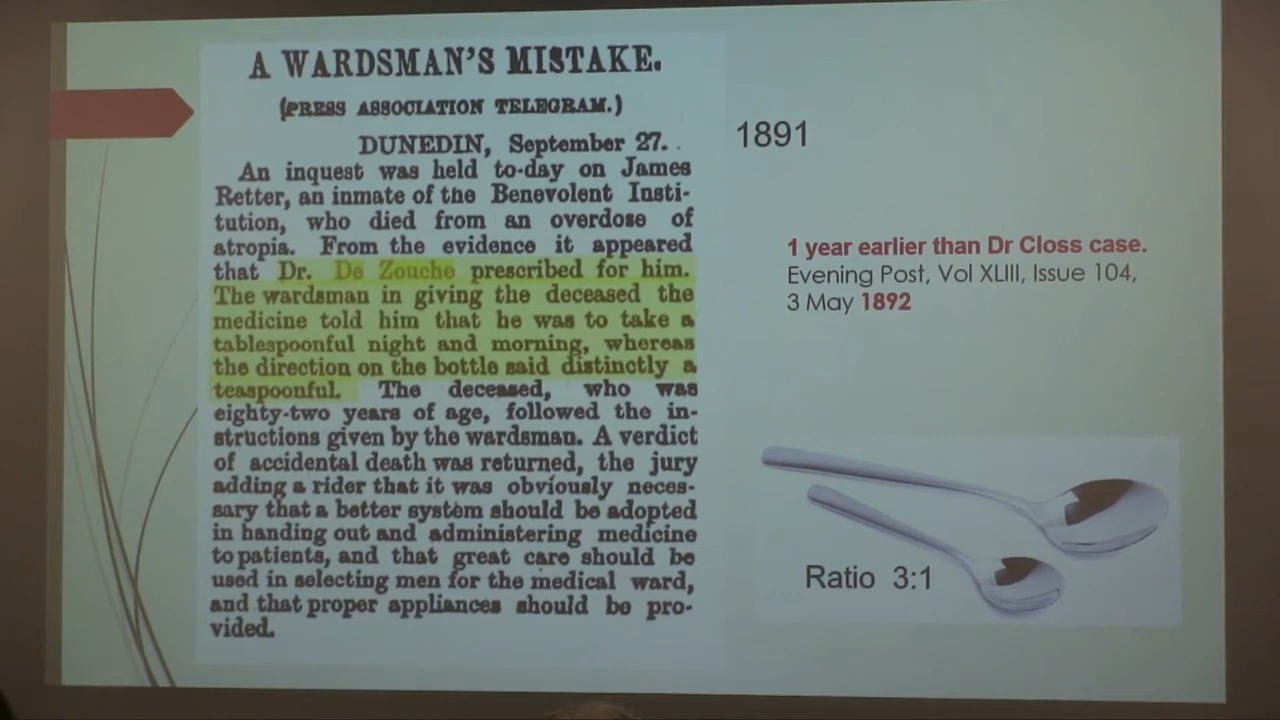 A WARDSMAN'S MISTAKE.
(PRESS ASSOCIATION TELEGRAM.)
DUNEDIN, September 27.
An inquest was held to-day on James
Retter, an inmate of the Benevolent Insti-
tution, who died from an overdose of
atropia. From the evidence it appeared
that Dr. De Zouche prescribed for him.
The wardsman in giving the deceased the
medicine told him that he was to take a
tablespoonful night and morning, whereas
the direction on the bottle said distinctly a
teaspoonful. The deceased, who was
eighty-two years of age, followed the in-
structions given by the wardsman. A verdict
of accidental death was returned, the jury
adding a rider that it was obviously neces-
sary that a better system should be adopted
in handing out and administering medicine
to patients, and that great care should be
used in selecting men for the medical ward,
and that proper appliances should be pro-
vided.
1891
1 year earlier than Dr Closs case.
Evening Post, Vol XLIII, Issue 104,
3 May 1892
Ratio 3:1